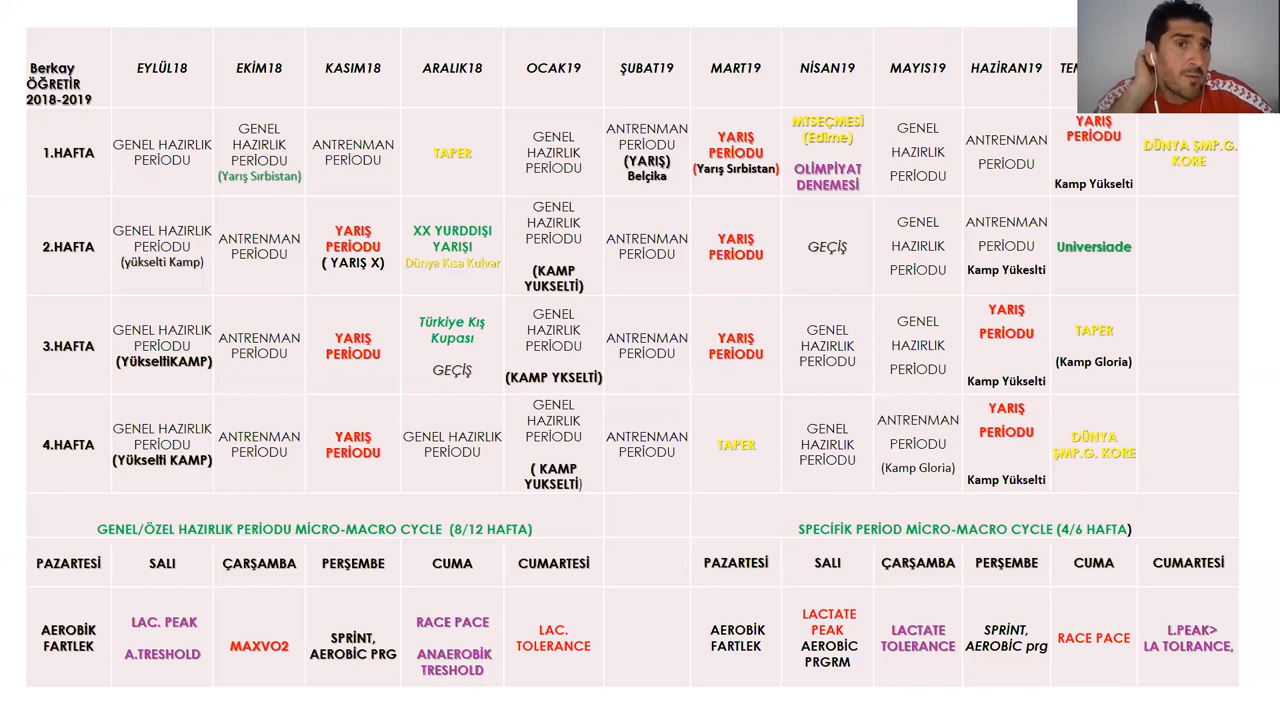 Berkay
ÖĞRETİR
2018-2019
EYLÜL18
EKİM18
KASIM18
ARALIK18
OCAK19
ŞUBAT19
MART19
NİSAN19
MAYIS19
HAZİRAN19
1.HAFTA
GENEL HAZIRLIK
PERİODU
GENEL
HAZIRLIK
PERİODU
(Yarış Sırbistan)
ANTRENMAN
PERİODU
TAPER
GENEL
HAZIRLIK
PERİODU
ANTRENMAN
PERİODU
(YARIŞ)
Belçika
YARIŞ
PERİODU
(Yarış Sırbistan)
MTSEÇMESİ
(Edime)
OLİMPİYAT
DENEMESİ
GENEL
HAZIRLIK
PERİODU
ANTRENMAN
PERİODU
YARIŞ
PERİODU
Kamp Yükselti
DÜNYA ŞMP.G.
KORE
2.HAFTA
GENEL HAZIRLIK
PERİODU
(yükselti Kamp)
ANTRENMAN
PERİODU
YARIŞ
PERİODU
( YARIŞ X)
XX YURDDIŞI
YARIŞI
Dünya Kısa Kulvar
GENEL
HAZIRLIK
PERİODU
(KAMP
YUKSELTİ)
ANTRENMAN
PERİODU
YARIŞ
PERİODU
GEÇİŞ
GENEL
HAZIRLIK
PERİODU
ANTRENMAN
PERİODU
Kamp Yükeslti
Universiade
3.HAFTA
GENEL HAZIRLIK
PERİODU
(YükseltiKAMP)
ANTRENMAN
PERİODU
YARIŞ
PERİODU
Türkiye Kış
Kupası
GEÇİŞ
GENEL
HAZIRLIK
PERİODU
(KAMP YKSELTİ)
ANTRENMAN
PERİODU
YARIŞ
PERİODU
GENEL
HAZIRLIK
PERİODU
GENEL
HAZIRLIK
PERİODU
YARIŞ
PERİODU
Kamp Yükselti
TAPER
(Kamp Gloria)
4.HAFTA
GENEL HAZIRLIK
PERİODU
(Yükselti KAMP)
ANTRENMAN
PERİODU
YARIŞ
PERİODU
GENEL HAZIRLIK
PERİODU
GENEL
HAZIRLIK
PERİODU
( KAMP
YUKSELTİ)
ANTRENMAN
PERİODU
TAPER
GENEL
HAZIRLIK
PERİODU
ANTRENMAN
PERİODU
(Kamp Gloria)
YARIŞ
PERİODU
Kamp Yükselti
DÜNYA
ŞMP.G. KORE
GENEL/ÖZEL HAZIRLIK PERİODU MİCRO-MACRO CYCLE (8/12 HAFTA)
SPECİFİK PERİOD MİCRO-MACRO CYCLE (4/6 HAFTA)
PAZARTESİ
SALI
ÇARŞAMBA
PERŞEMBE
CUMA
CUMARTESİ
PAZARTESİ
SALI
ÇARŞAMBA
PERŞEMBE
CUMA
CUMARTESİ
AEROBİK
FARTLEK
LAC. PEAK
A.TRESHOLD
MAXVO2
SPRİNT,
AEROBİC PRG
RACE PACE
ANAEROBİK
TRESHOLD
LAC.
TOLERANCE
AEROBİK
FARTLEK
LACTATE
PEAK
AEROBİC
PRGRM
LACTATE
TOLERANCE
SPRİNT,
AEROBİC prg
RACE PACE
L.PEAK>
LA TOLRANCE,